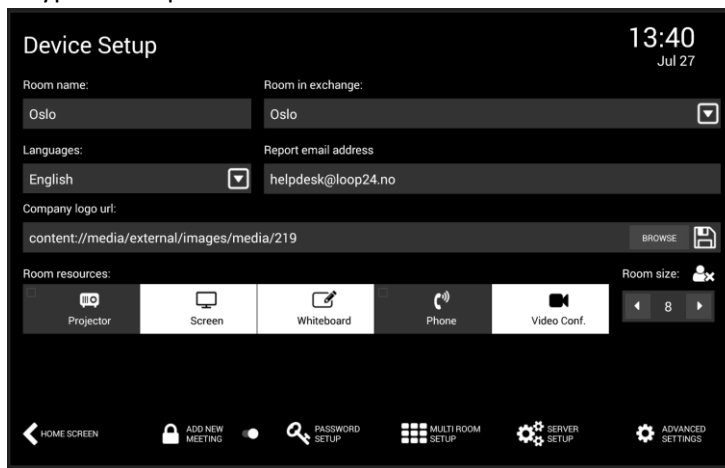 Device Setup
13:40
Jul 27
Room name:
Room in exchange:
Oslo
Oslo
Languages:
Report email address
English
helpdesk@loop24.no
Company logo url:
content://media/external/images/media/219
BROWSE
Room resources:
Room size:
Projector
Screen
Whiteboard
Phone
Video Conf.
8
HOME SCREEN
ADD NEW
MEETING
PASSWORD
SETUP
MULTI ROOM
SETUP
SERVER
SETUP
ADVANCED
SETTINGS